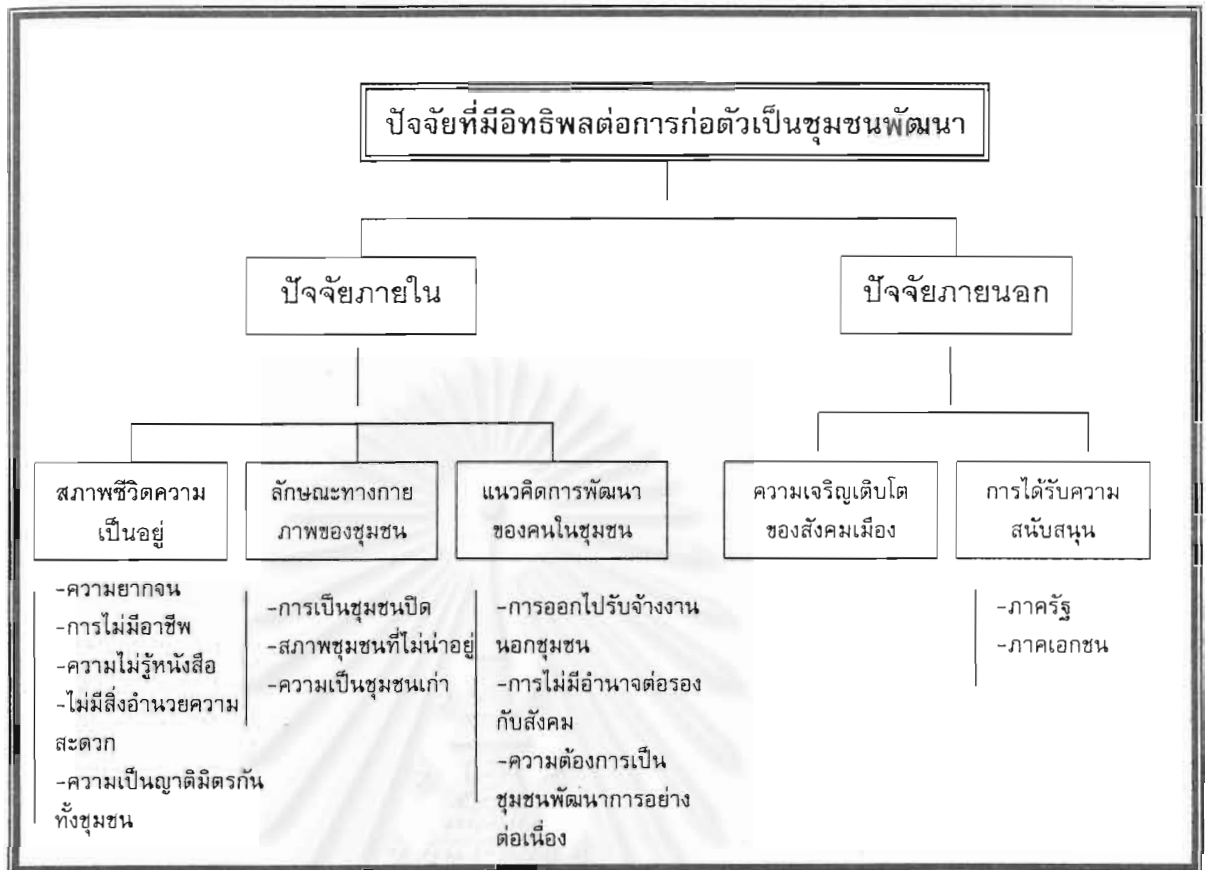 ปัจจัยที่มีอิทธิพลต่อการก่อตัวเป็นชุมชนพัฒนา
ปัจจัยภายใน
ปัจจัยภายนอก
สภาพชีวิตความ
เป็นอยู่
-ความยากจน
-การไม่มีอาชีพ
-ความไม่รู้หนังสือ
-ไม่มีสิ่งอำนวยความ
สะดวก
-ความเป็นญาติมิตรกัน
ทั้งชุมชน
ลักษณะทางกาย
ภาพของชุมชน
-การเป็นชุมชนปิด
-สภาพชุมชนที่ไม่น่าอยู่
-ความเป็นชุมชนเก่า
แนวคิดการพัฒนา
ของคนในชุมชน
-การออกไปรับจ้างงาน
นอกชุมชน
-การไม่มีอำนาจต่อรอง
กับสังคม
-ความต้องการเป็น
ชุมชนพัฒนาการอย่าง
ต่อเนื่อง
ความเจริญเติบโต
ของสังคมเมือง
การได้รับความ
สนับสนุน
-ภาครัฐ
-ภาคเอกชน